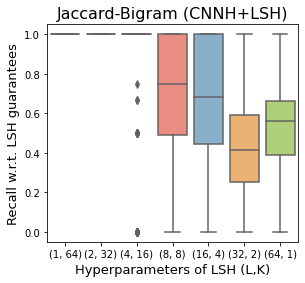 Jaccard-Bigram (CNNH+LSH)
Recall w.r.t. LSH guarantees
1.0
0.8
0.6
0.4
0.2
0.0
(1, 64) (2, 32) (4, 16) (8, 8) (16, 4) (32, 2) (64, 1)
Hyperparameters of LSH (L,K)